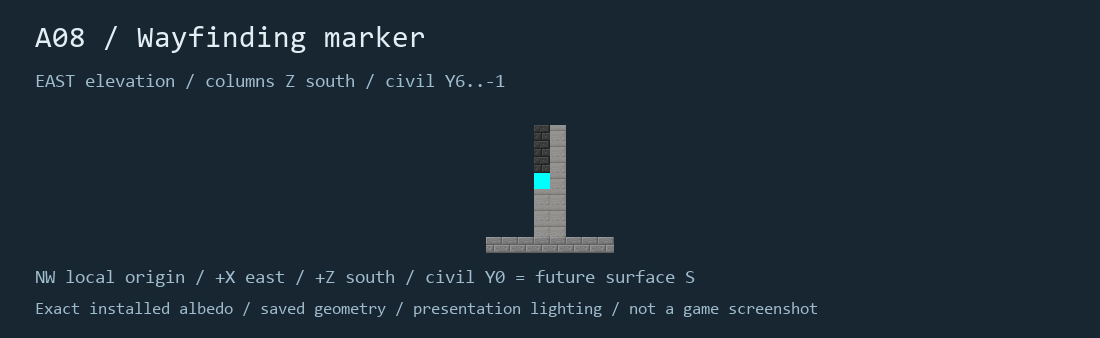 A08 / Wayfinding marker
EAST elevation / columns Z south / civil Y6..-1
NW local origin / +X east / +Z south / civil Y0 = future surface S
Exact installed albedo / saved geometry / presentation lighting / not a game screenshot